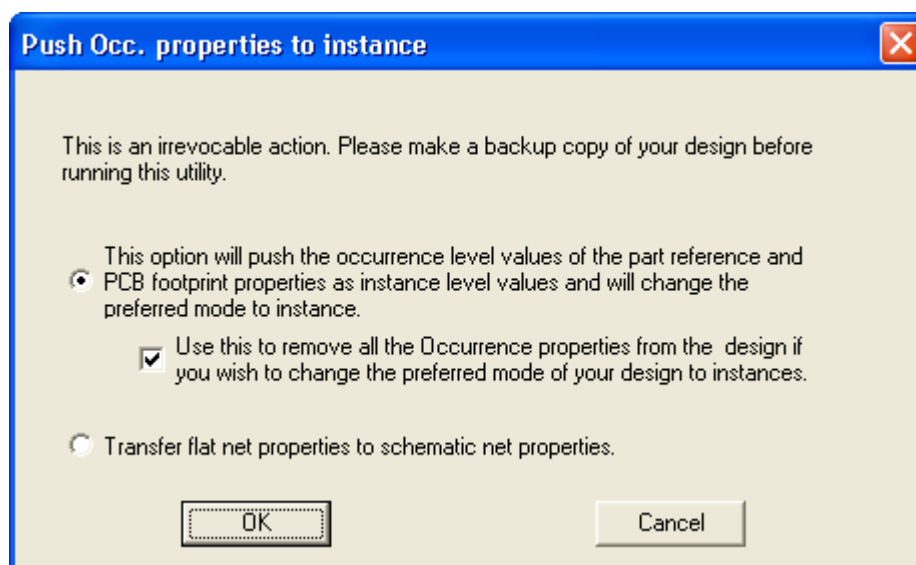 Push Occ. properties to instance
This is an irrevocable action. Please make a backup copy of your design before
running this utility.
This option will push the occurrence level values of the part reference and
PCB footprint properties as instance level values and will change the
preferred mode to instance.
Use this to remove all the Occurrence properties from the  design if
you wish to change the preferred mode of your design to instances.
Transfer flat net properties to schematic net properties.
OK
Cancel